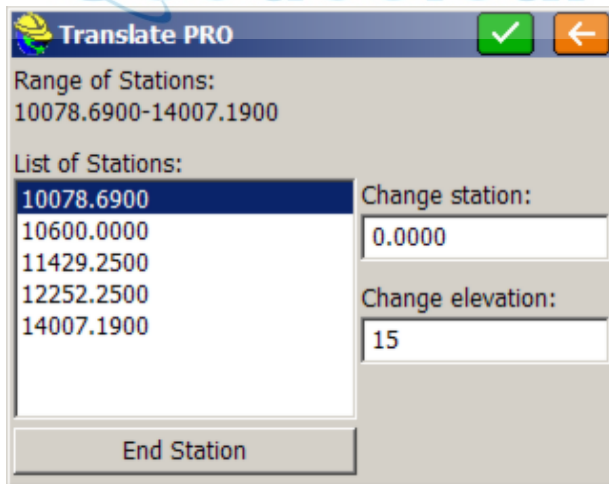 Translate PRO
Range of Stations:
10078.6900-14007.1900
List of Stations:
10078.6900
10600.0000
11429.2500
12252.2500
14007.1900
Change station:
0.0000
Change elevation:
15
End Station